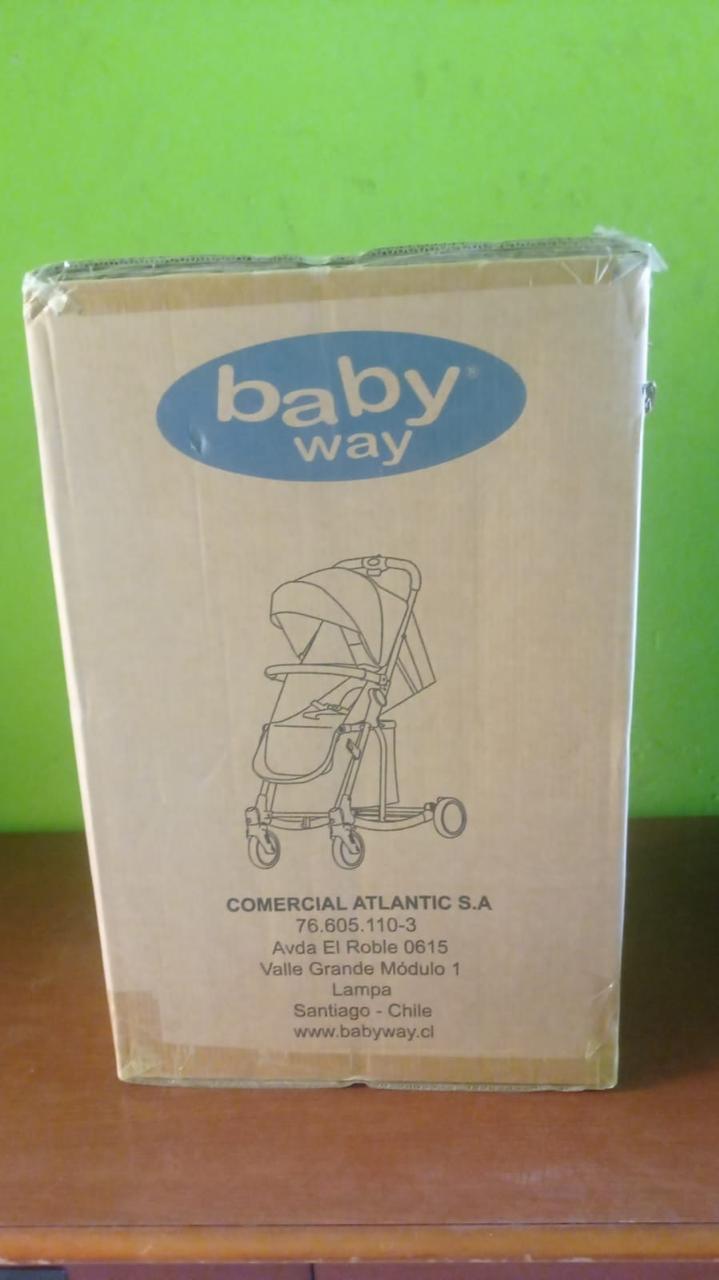 baby®
way
COMERCIAL ATLANTIC S.A
76.605.110-3
Avda El Roble 0615
Valle Grande Módulo 1
Lampa
Santiago - Chile
www.babyway.cl